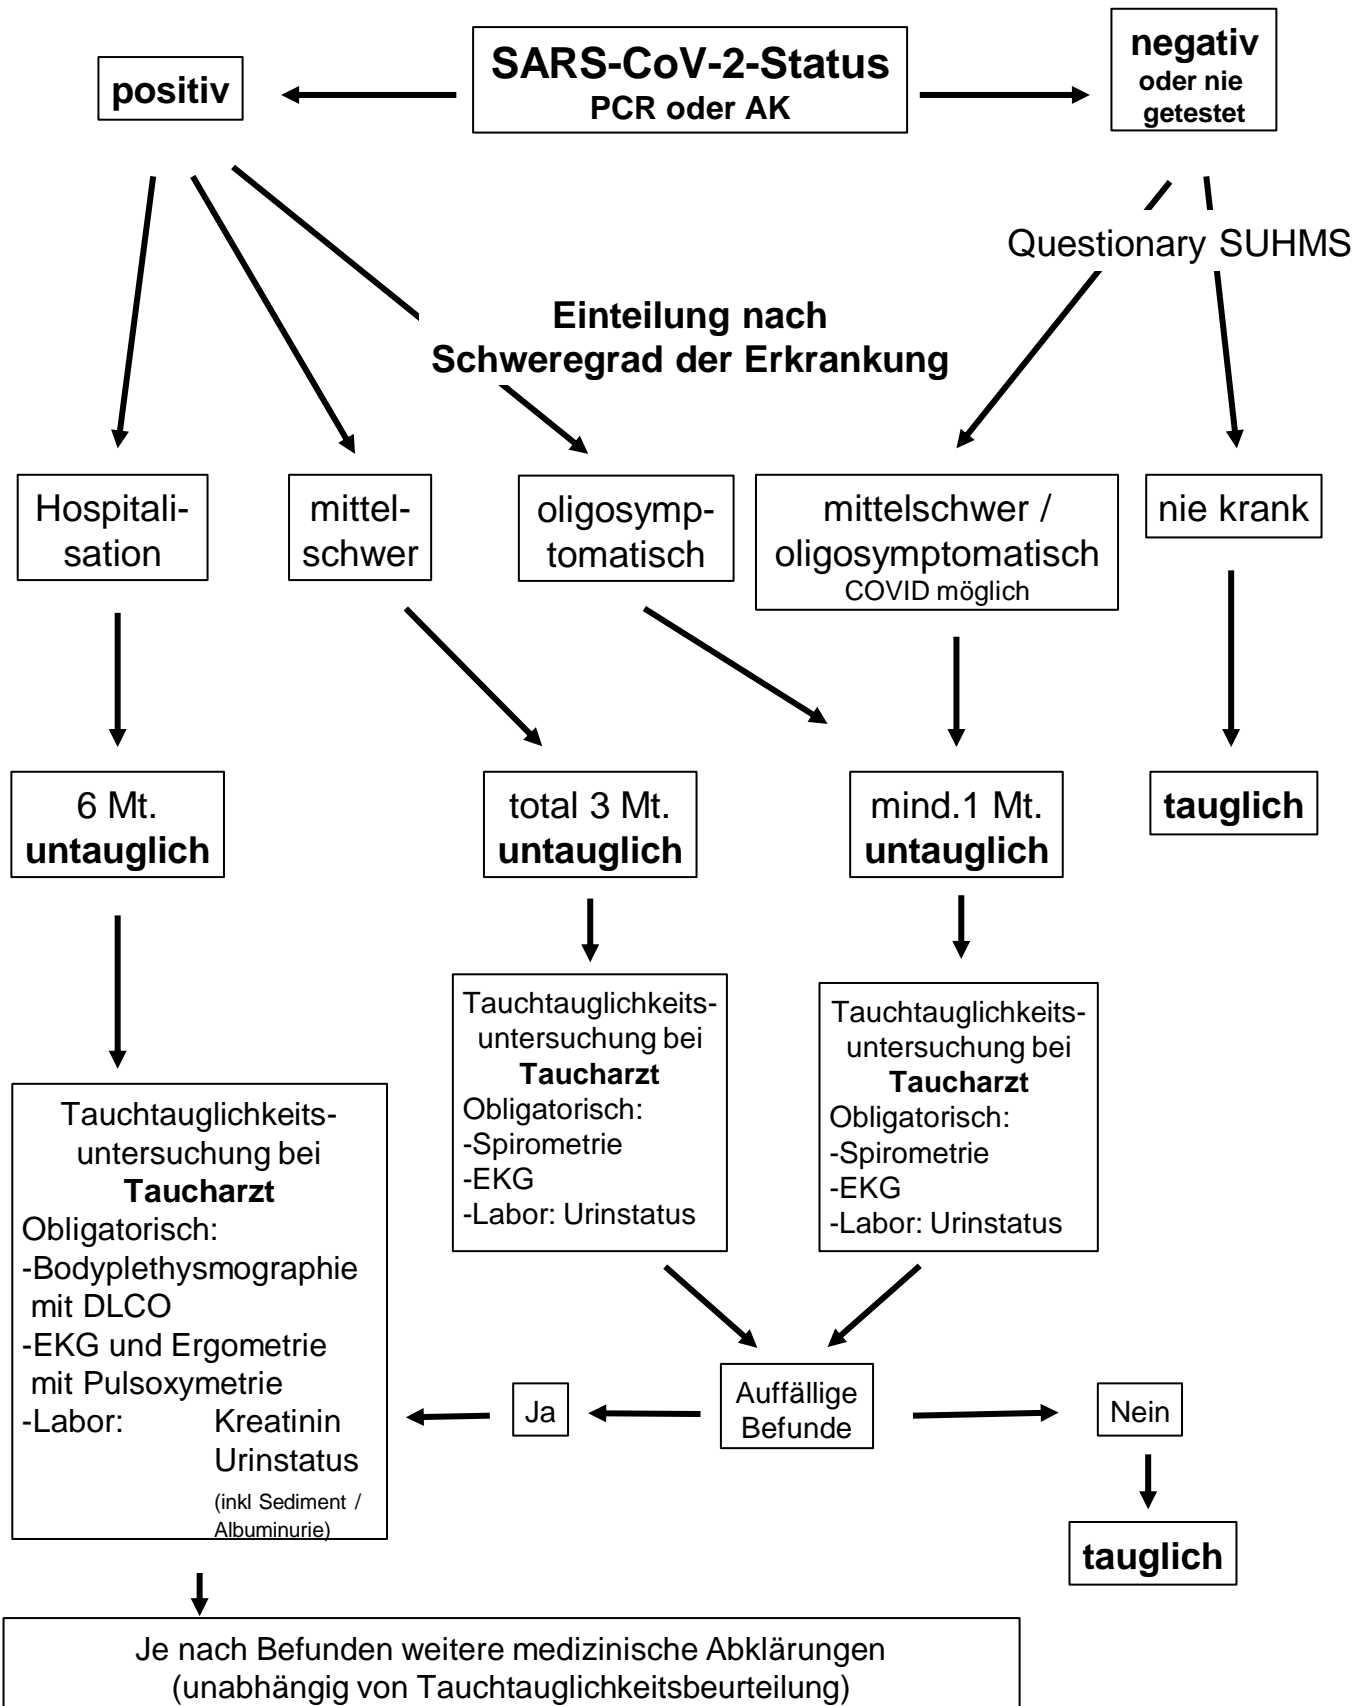 SARS-CoV-2-Status
PCR oder AK
positiv
negativ
oder nie
getestet
Questionary SUHMS
Einteilung nach
Schweregrad der Erkrankung
Hospitali-
sation
mittel-
schwer
oligosymp-
tomatisch
mittelschwer /
oligosymptomatisch
COVID möglich
nie krank
6 Mt.
untauglich
total 3 Mt.
untauglich
mind.1 Mt.
untauglich
tauglich
Tauchtauglichkeits-
untersuchung bei
Taucharzt
Obligatorisch:
-Bodyplethysmographie
mit DLCO
-EKG und Ergometrie
mit Pulsoxymetrie
-Labor: Kreatinin
Urinstatus
(inkl Sediment /
Albuminurie)
Tauchtauglichkeits-
untersuchung bei
Taucharzt
Obligatorisch:
-Spirometrie
-EKG
-Labor: Urinstatus
Tauchtauglichkeits-
untersuchung bei
Taucharzt
Obligatorisch:
-Spirometrie
-EKG
-Labor: Urinstatus
Ja
Auffällige
Befunde
Nein
tauglich
Je nach Befunden weitere medizinische Abklärungen
(unabhängig von Tauchtauglichkeitsbeurteilung)